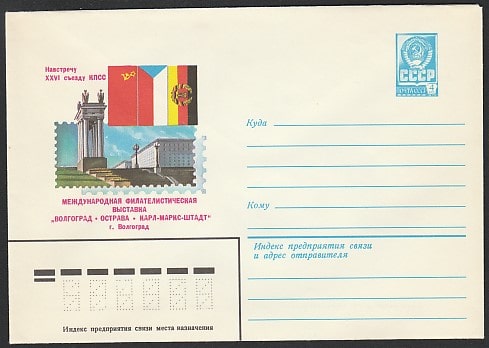 Навстречу
XXVI съезду КПСС
МЕЖДУНАРОДНАЯ ФИЛАТЕЛИСТИЧЕСКАЯ
ВЫСТАВКА
„ВОЛГОГРАД • ОСТРАВА • КАРЛ-МАРКС-ШТАДТ"
г. Волгоград
СССР
ПОЧТА
4
Куда
Кому
Индекс предприятия связи
и адрес отправителя
Индекс предприятия связи места назначения